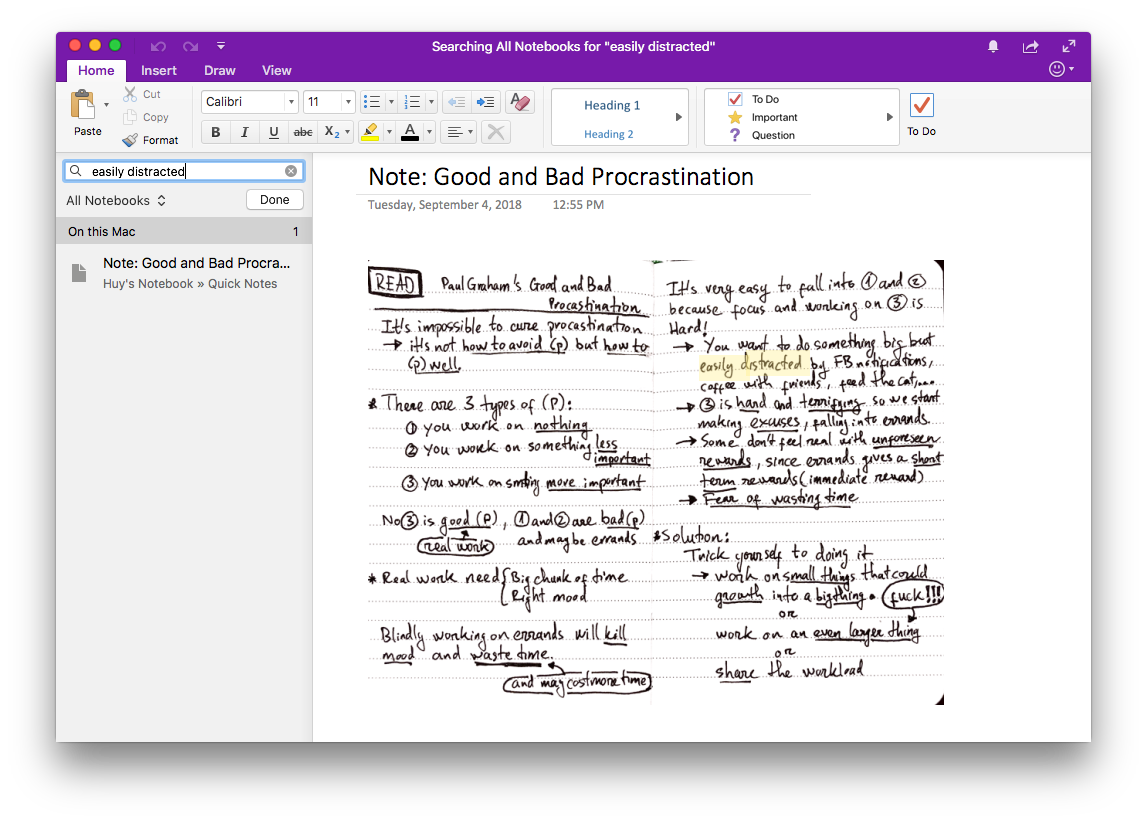 Searching All Notebooks for "easily distracted"
Home Insert Draw View
Paste
Cut
Copy
Format
Calibri 11
B I U abc X₂ A
Heading 1
Heading 2
To Do
Important
? Question
To Do
easily distracted
All Notebooks Done
On this Mac 1
Note: Good and Bad Procra...
Huy's Notebook » Quick Notes
Note: Good and Bad Procrastination
Tuesday, September 4, 2018 12:55 PM
READ Paul Graham's Good and Bad
Procastination
It's impossible to cure procastination
→ it's not how to avoid (p) but how to
(p) well.
* There are 3 types of (P):
① you work on nothing
② you work on something less
important
③ you work on smting more important
No ③ is good (P), ① and ② are bad (p)
real work and maybe errands
* Real work need { Big chunk of time
Right mood
Blindly working on errands will kill
mood and waste time.
and may cost more time
It's very easy to fall into ① and ②
because focus and working on ③ is
Hard!
→ You want to do something big but
easily distracted by FB notifications,
coffee with friends, feed the cat,...
→ ③ is hard and terrifying so we start
making excuses, falling into errands.
→ Some don't feel real with unforeseen
rewards, since errands gives a short
term rewards (immediate reward)
→ Fear of wasting time
* Solution:
Trick yourself to doing it
→ work on small things that could
growth into a big thing. fuck!!!
or
work on an even larger thing
or
share the workload